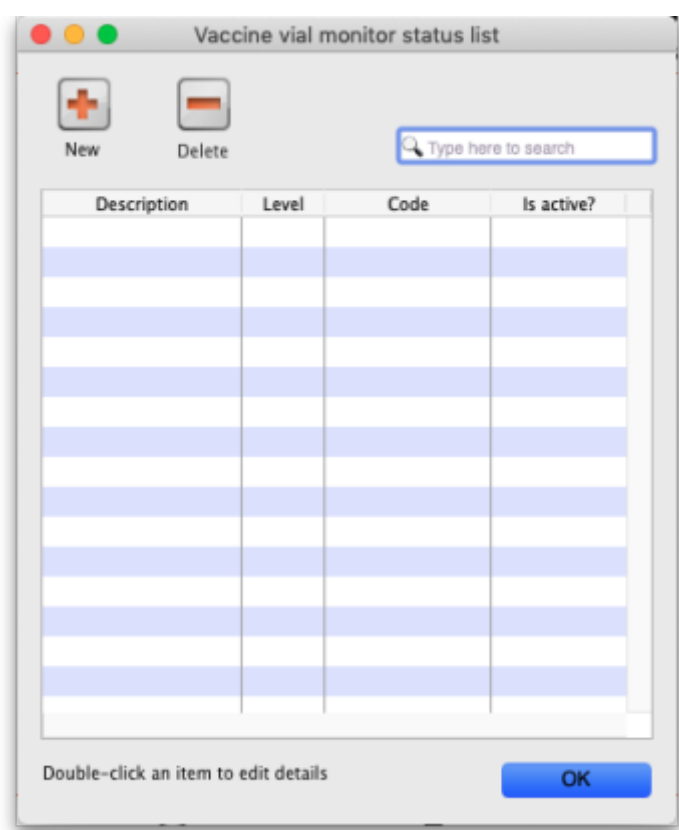 Vaccine vial monitor status list
New Delete
Type here to search
Description Level Code Is active?
Double-click an item to edit details
OK